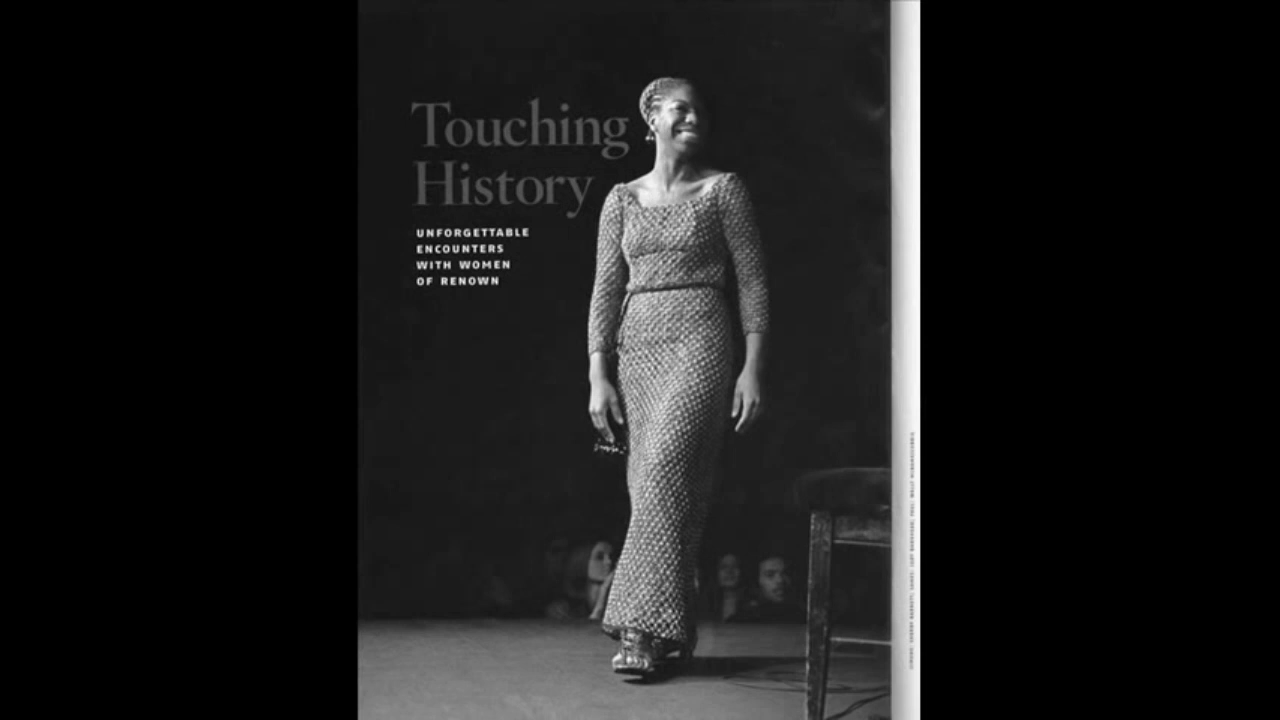 Touching
History
UNFORGETTABLE
ENCOUNTERS
WITH WOMEN
OF RENOWN